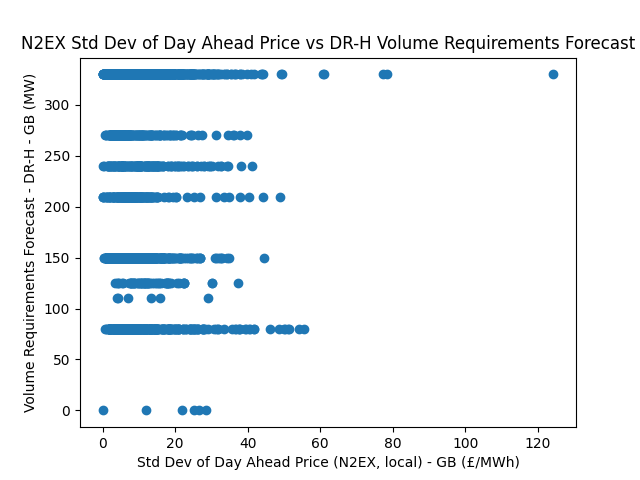 N2EX Std Dev of Day Ahead Price vs DR-H Volume Requirements Forecast
Volume Requirements Forecast - DR-H - GB (MW)
300
250
200
150
100
50
0
0 20 40 60 80 100 120
Std Dev of Day Ahead Price (N2EX, local) - GB (£/MWh)